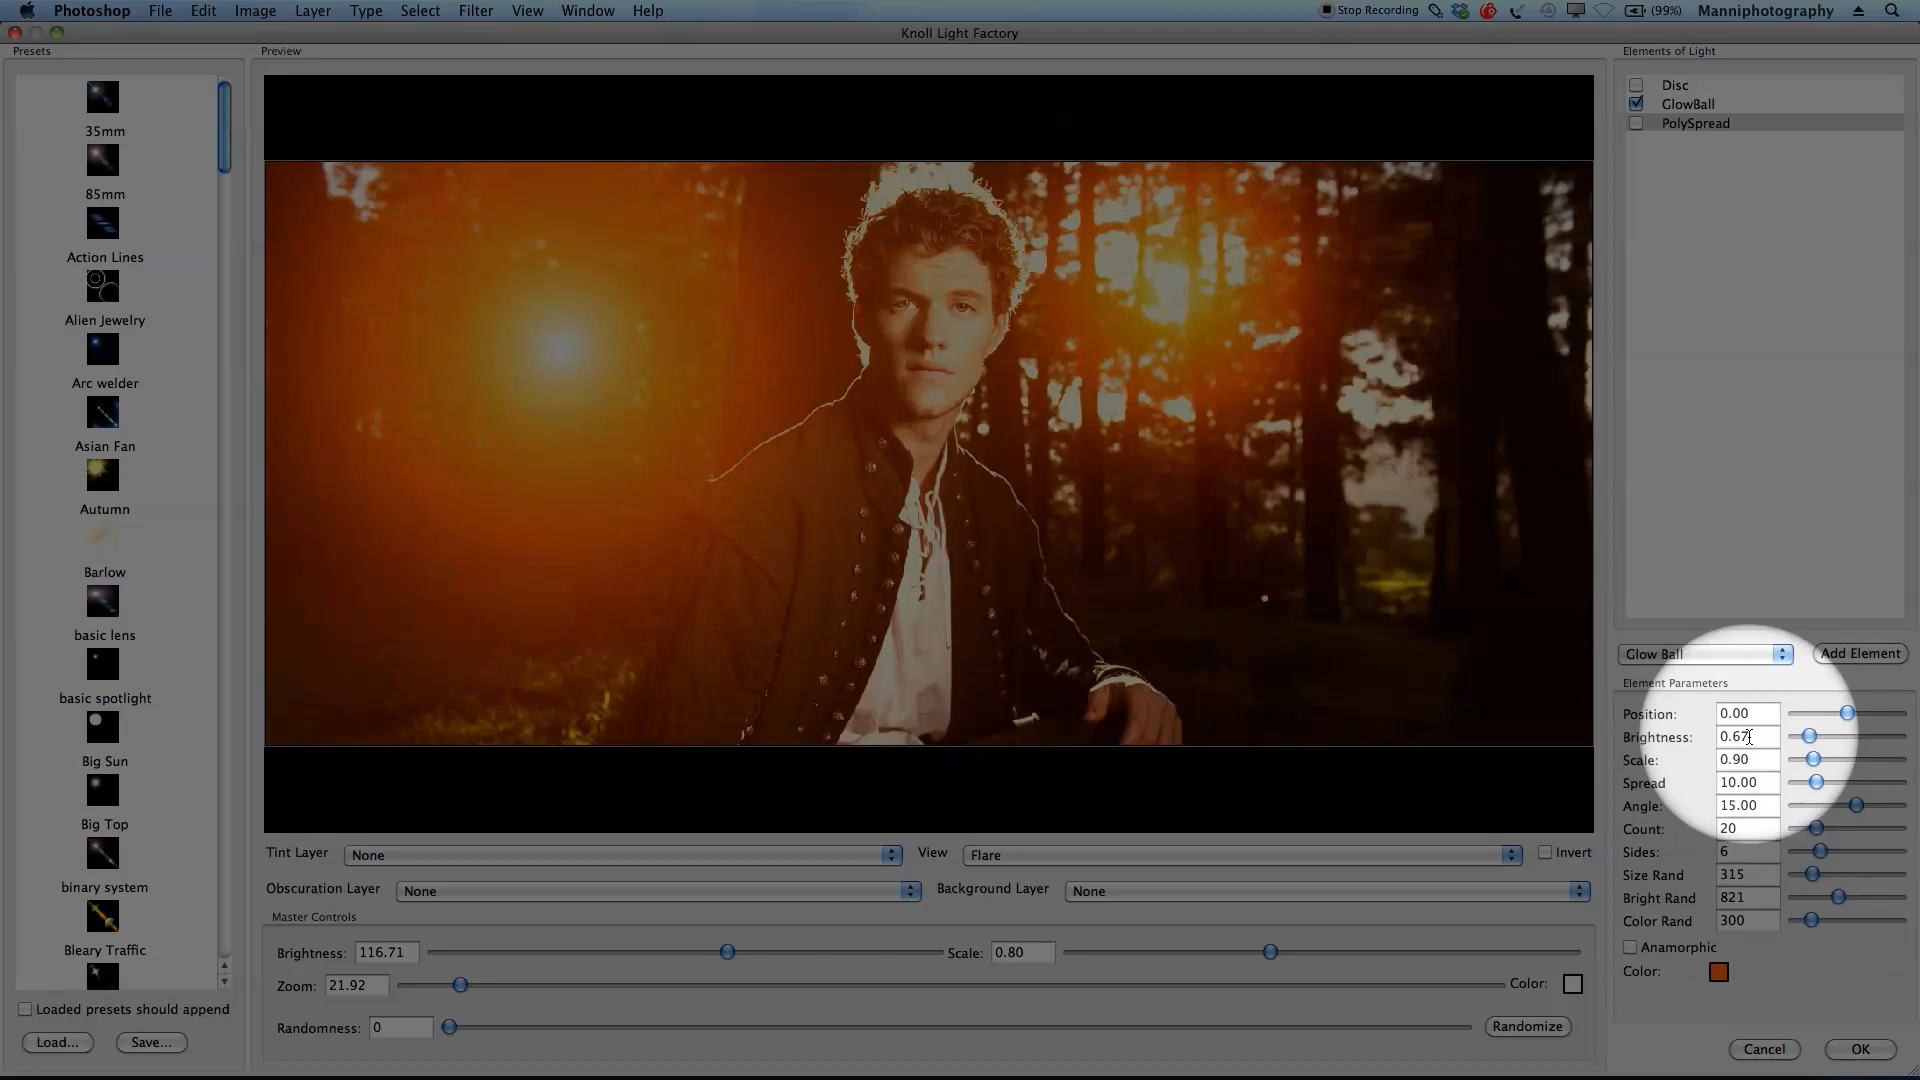 Photoshop File Edit Image Layer Type Select Filter View Window Help Stop Recording (99%) Manniphotography
Knoll Light Factory
Presets
35mm
85mm
Action Lines
Alien Jewelry
Arc welder
Asian Fan
Autumn
Barlow
basic lens
basic spotlight
Big Sun
Big Top
binary system
Bleary Traffic
Loaded presets should append
Load... Save...
Preview
Tint Layer None View Flare Invert
Obscuration Layer None Background Layer None
Master Controls
Brightness: 116.71 Scale: 0.80
Zoom: 21.92 Color:
Randomness: 0 Randomize
Elements of Light
Disc
GlowBall
PolySpread
Glow Ball Add Element
Element Parameters
Position: 0.00
Brightness: 0.67
Scale: 0.90
Spread 10.00
Angle: 15.00
Count: 20
Sides: 6
Size Rand 315
Bright Rand 821
Color Rand 300
Anamorphic
Color:
Cancel OK